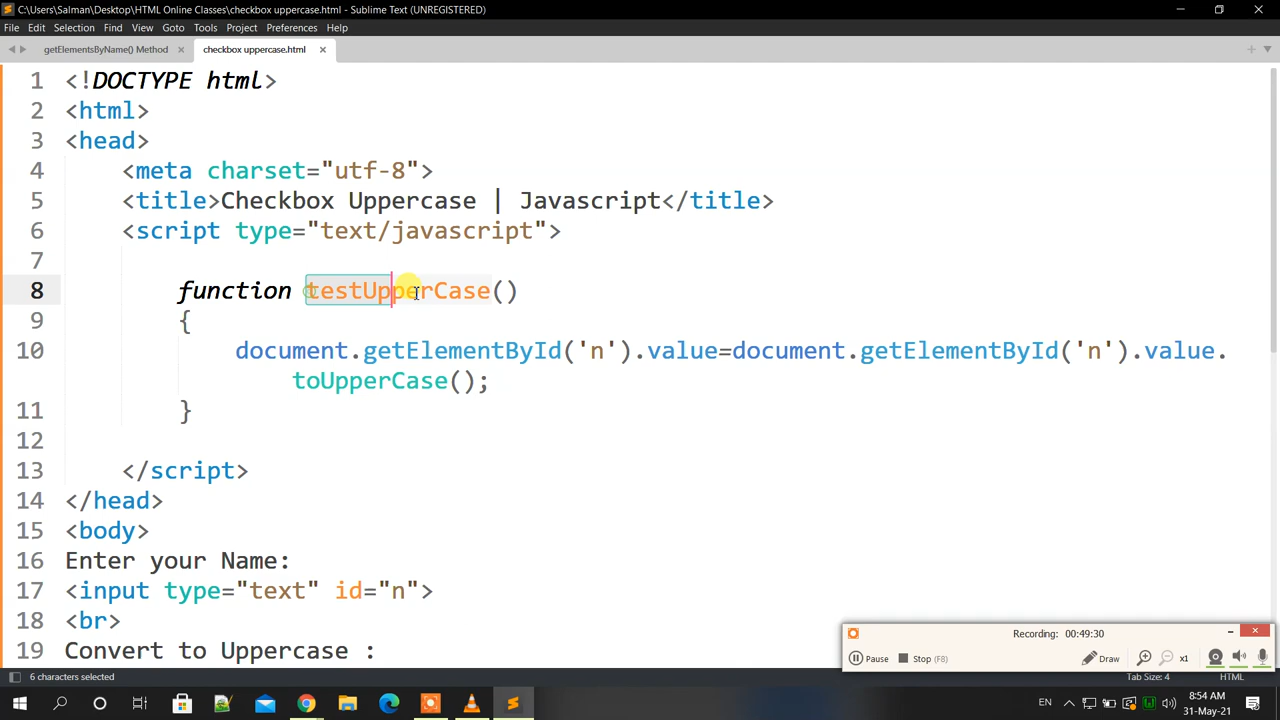 C:\Users\Salman\Desktop\HTML Online Classes\checkbox uppercase.html - Sublime Text (UNREGISTERED)
File Edit Selection Find View Goto Tools Project Preferences Help
getElementsByName() Method × checkbox uppercase.html ×
1 <!DOCTYPE html>
2 <html>
3 <head>
4 <meta charset="utf-8">
5 <title>Checkbox Uppercase | Javascript</title>
6 <script type="text/javascript">
7
8 function testUpperCase()
9 {
10 document.getElementById('n').value=document.getElementById('n').value.
toUpperCase();
11 }
12
13 </script>
14 </head>
15 <body>
16 Enter your Name:
17 <input type="text" id="n">
18 <br>
19 Convert to Uppercase :
Recording: 00:49:30
Pause Stop (F8) Draw x1
6 characters selected Tab Size: 4 HTML
EN 8:54 AM
31-May-21